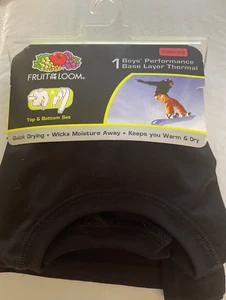 FRUIT OF THE LOOM®
1 Boys' Performance
Base Layer Thermal
Top & Bottom Set
Quick Drying • Wicks Moisture Away • Keeps you Warm & Dry